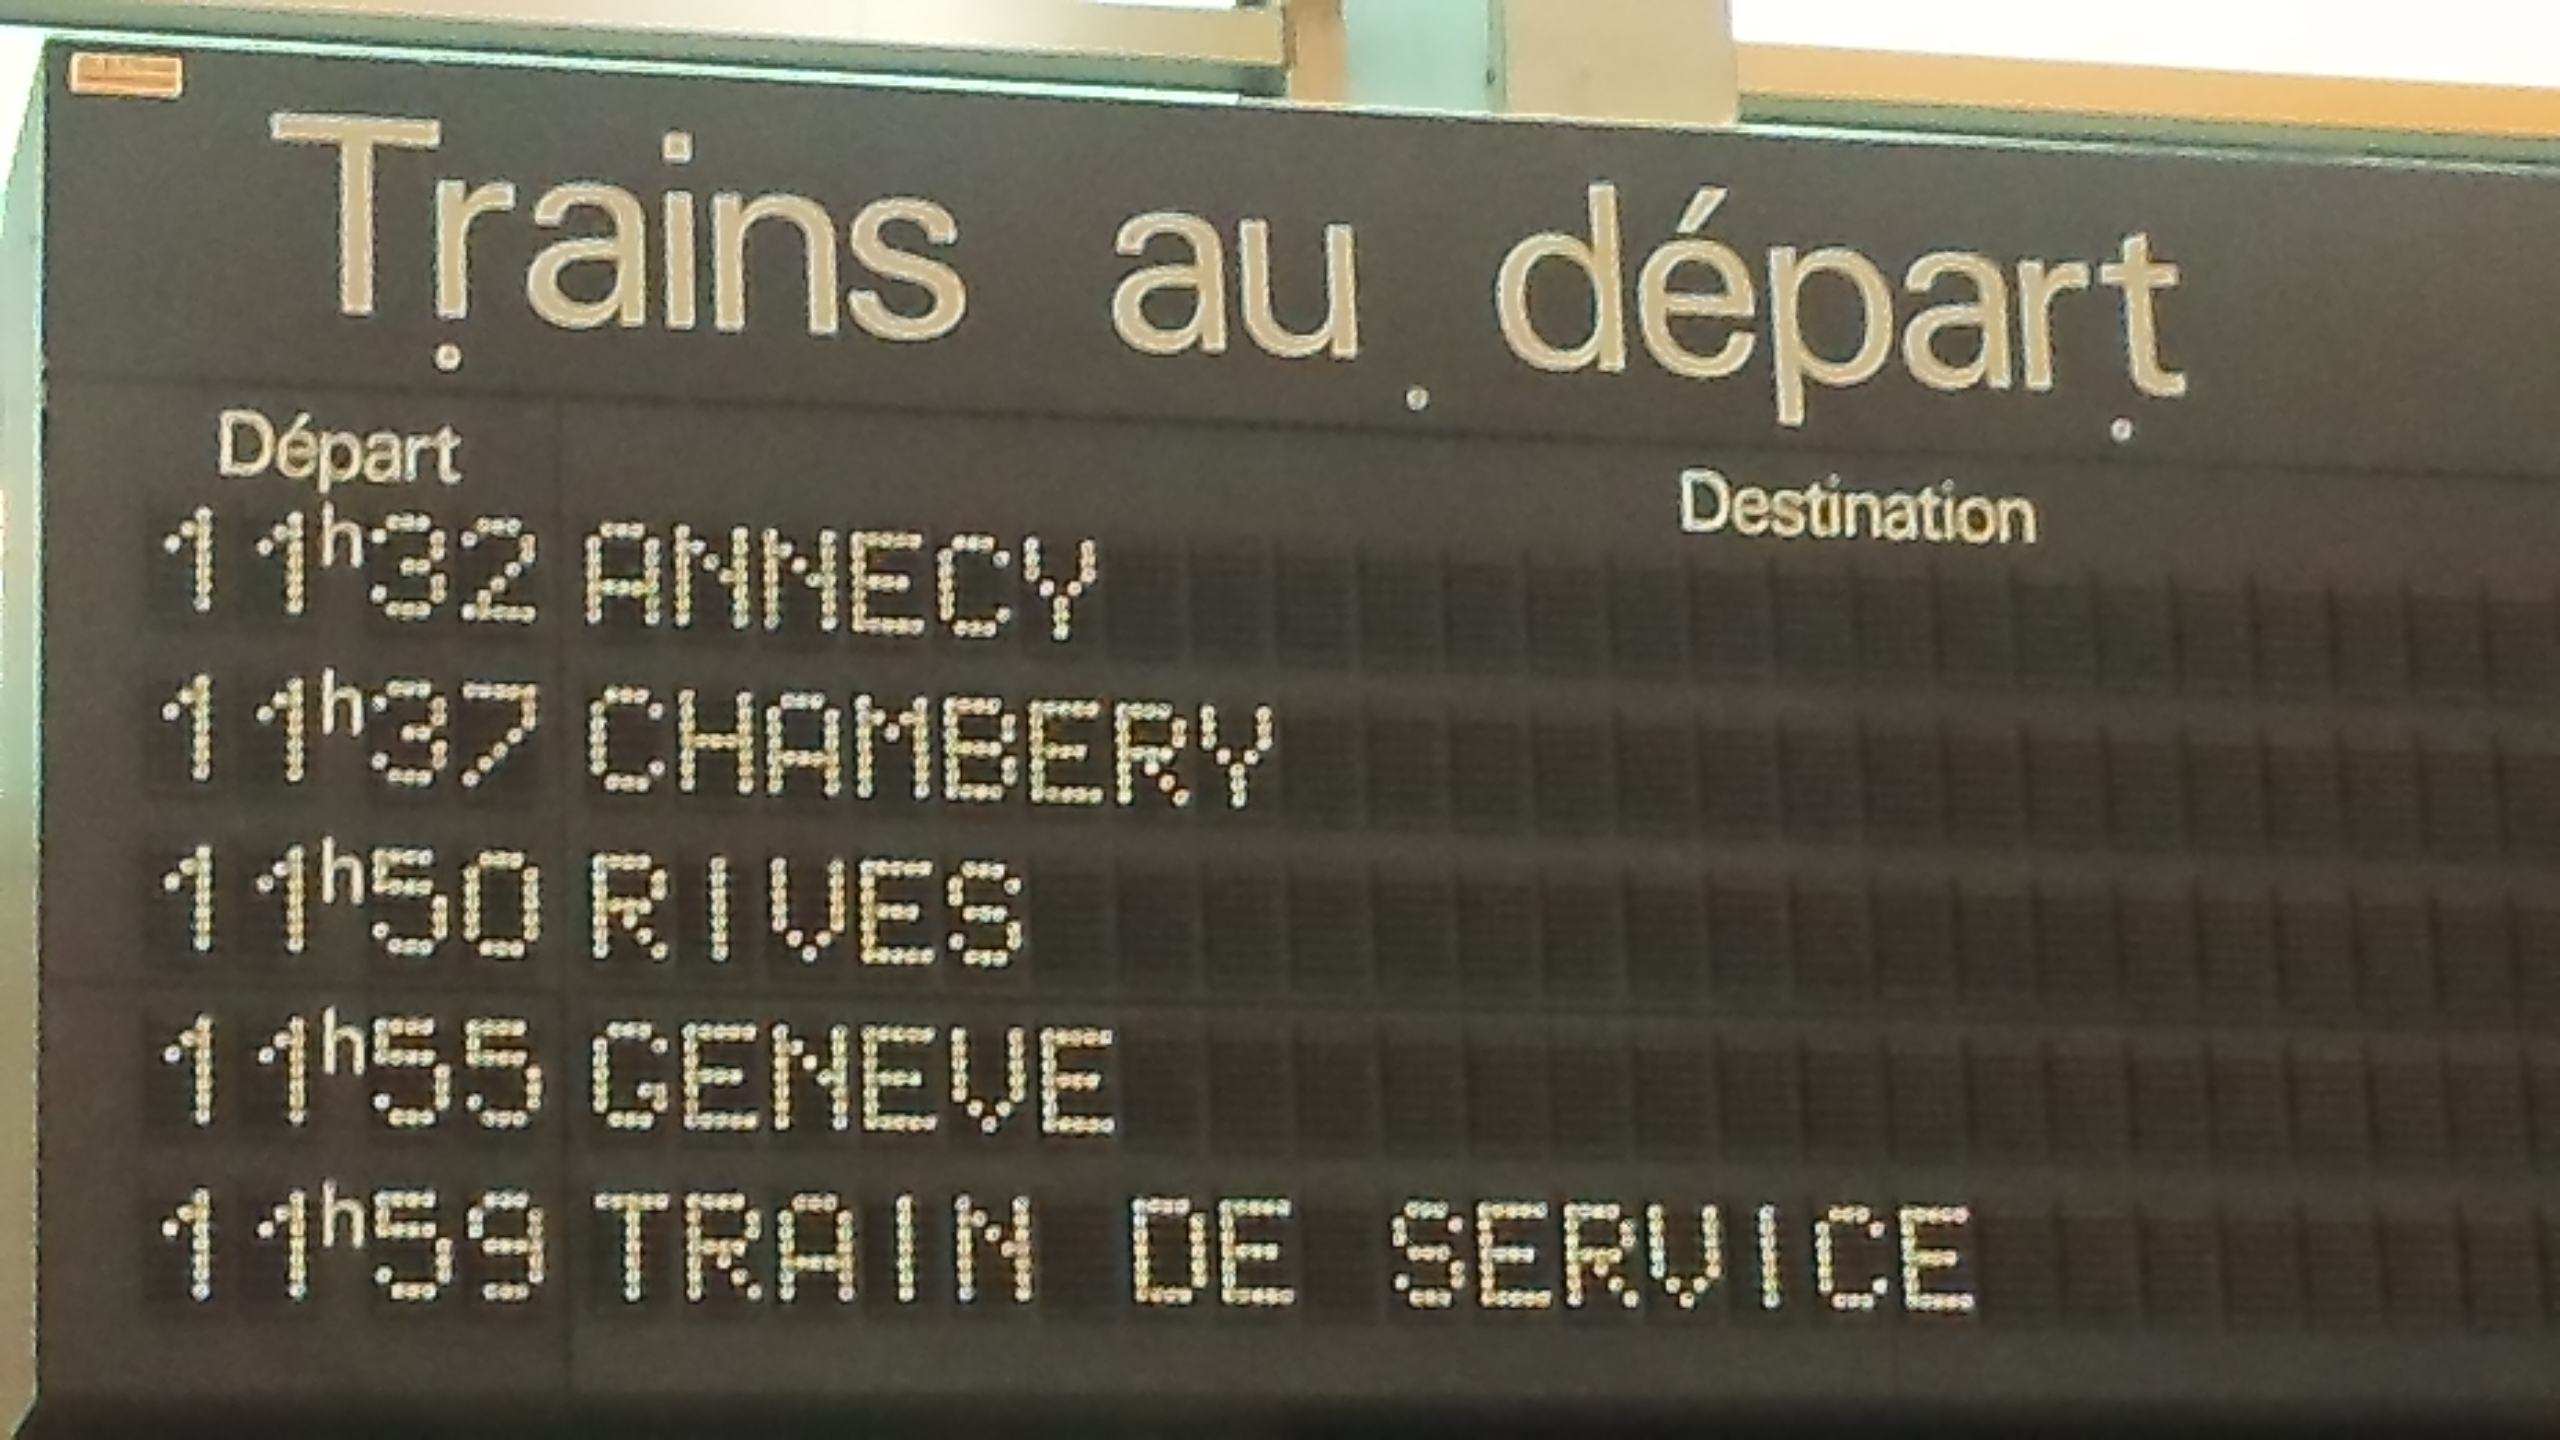 Trains au départ
Départ
Destination
11h32 ANNECY
11h37 CHAMBERY
11h50 RIVES
11h55 GENEVE
11h59 TRAIN DE SERVICE